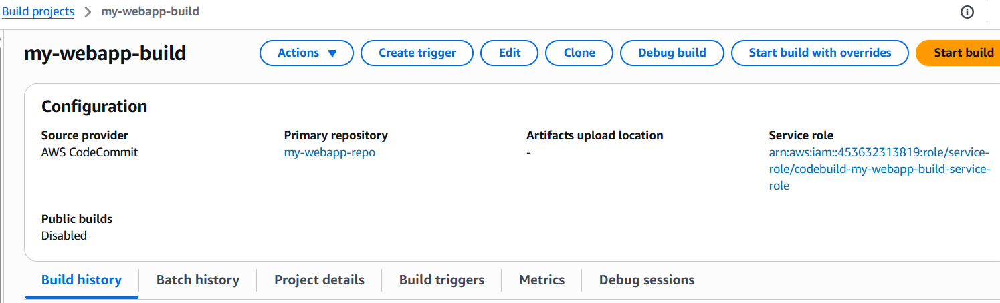 Build projects > my-webapp-build
my-webapp-build
Actions
Create trigger
Edit
Clone
Debug build
Start build with overrides
Start build
Configuration
Source provider
AWS CodeCommit
Primary repository
my-webapp-repo
Artifacts upload location
-
Service role
arn:aws:iam::453632313819:role/service-
role/codebuild-my-webapp-build-service-
role
Public builds
Disabled
Build history
Batch history
Project details
Build triggers
Metrics
Debug sessions